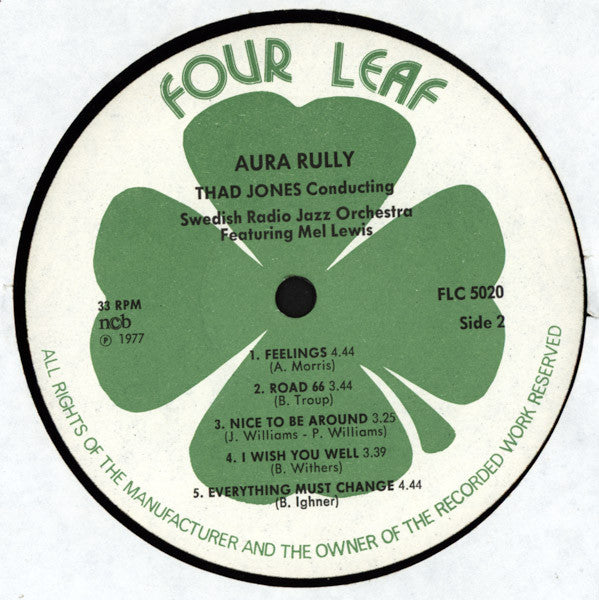 FOUR LEAF
AURA RULLY
THAD JONES Conducting
Swedish Radio Jazz Orchestra
Featuring Mel Lewis
33 RPM
ncb
℗ 1977
FLC 5020
Side 2
1. FEELINGS 4.44
(A. Morris)
2. ROAD 66 3.44
(B. Troup)
3. NICE TO BE AROUND 3.25
(J. Williams - P. Williams)
4. I WISH YOU WELL 3.39
(B. Withers)
5. EVERYTHING MUST CHANGE 4.44
(B. Ighner)
ALL RIGHTS OF THE MANUFACTURER AND THE OWNER OF THE RECORDED WORK RESERVED